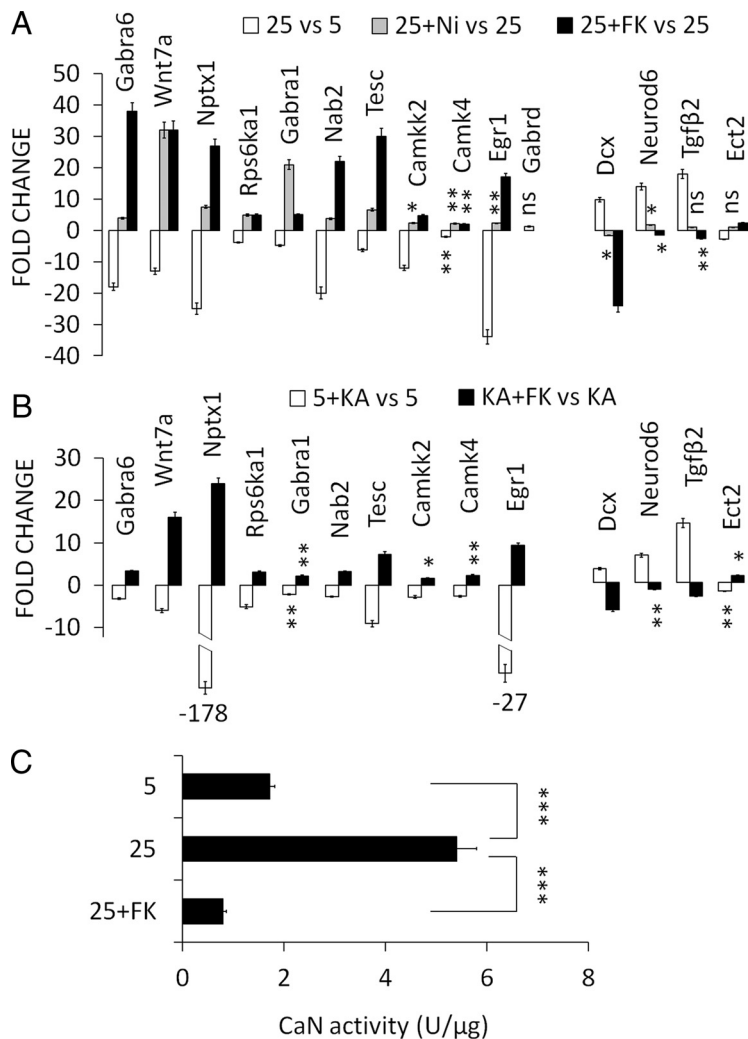 A
25 vs 5 25+Ni vs 25 25+FK vs 25
FOLD CHANGE
50
40
30
20
10
0
-10
-20
-30
-40
Gabra6
Wnt7a
Nptx1
Rps6ka1
Gabra1
Nab2
Tesc
Camkk2
*
Camk4
**
**
**
Egr1
**
Gabrd
ns
Dcx
*
Neurod6
*
*
Tgfβ2
ns
**
Ect2
B
5+KA vs 5 KA+FK vs KA
FOLD CHANGE
30
20
10
0
-10
Gabra6
Wnt7a
Nptx1
-178
Rps6ka1
Gabra1
**
**
Nab2
Tesc
Camkk2
*
Camk4
**
Egr1
-27
Dcx
Neurod6
**
Tgfβ2
Ect2
*
**
C
5
25
25+FK
***
***
0 2 4 6 8
CaN activity (U/µg)